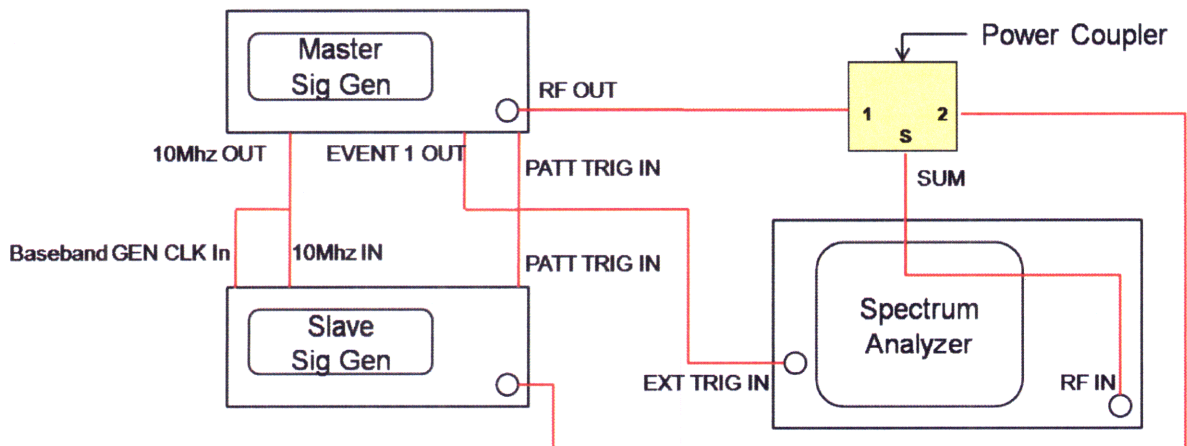 Master
Sig Gen
RF OUT
Power Coupler
1
2
S
10Mhz OUT
EVENT 1 OUT
PATT TRIG IN
SUM
Baseband GEN CLK In
10Mhz IN
PATT TRIG IN
Slave
Sig Gen
Spectrum
Analyzer
EXT TRIG IN
RF IN